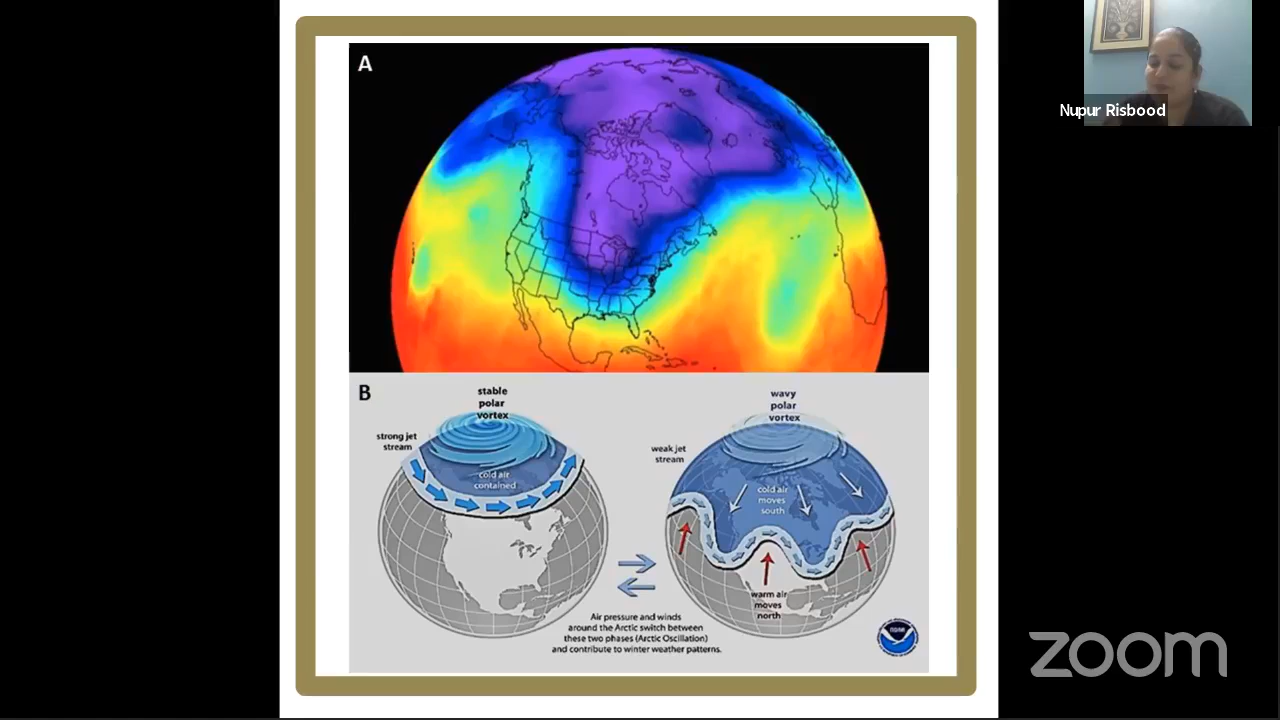 A
Nupur Risbood
B
stable
polar
vortex
strong jet
stream
cold air
contained
wavy
polar
vortex
weak jet
stream
cold air
moves
south
warm air
moves
north
Air pressure and winds
around the Arctic switch between
these two phases (Arctic Oscillation)
and contribute to winter weather patterns.
zoom